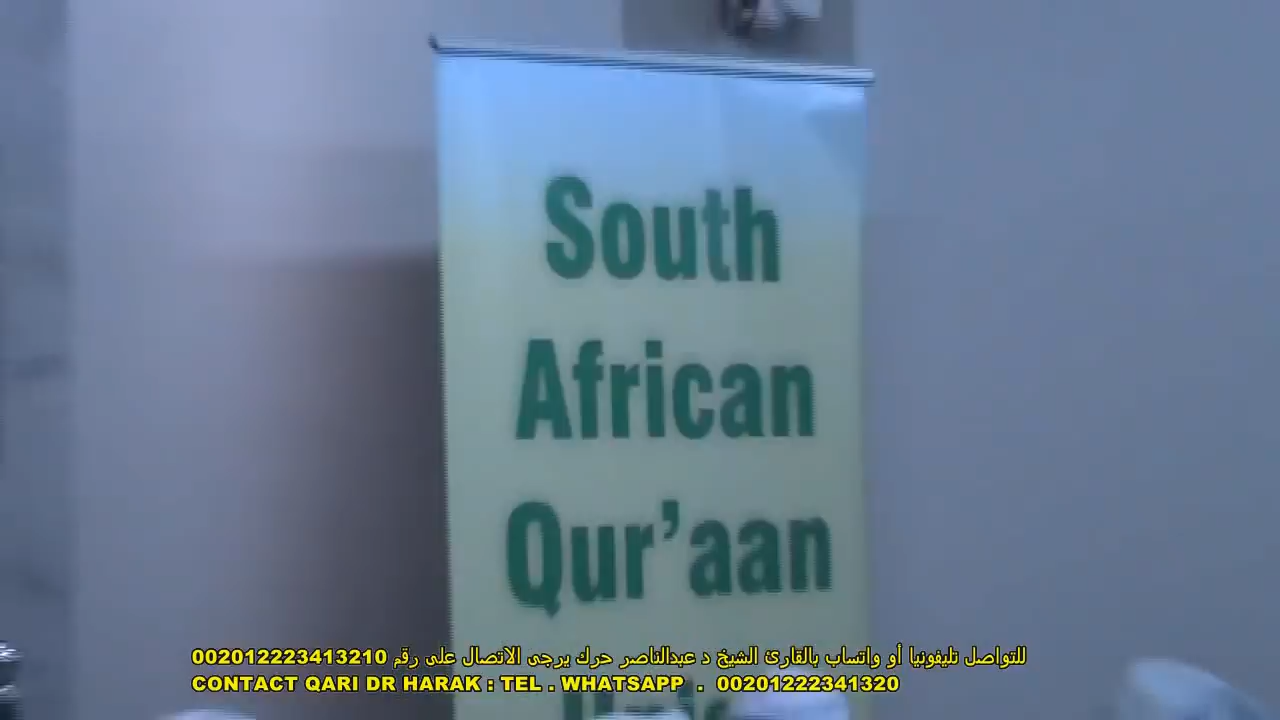 South
African
Qur'aan
للتواصل تليفونيا أو واتساب بالقارئ الشيخ د عبدالناصر حرك يرجى الاتصال على رقم 002012223413210
CONTACT QARI DR HARAK : TEL . WHATSAPP . 00201222341320